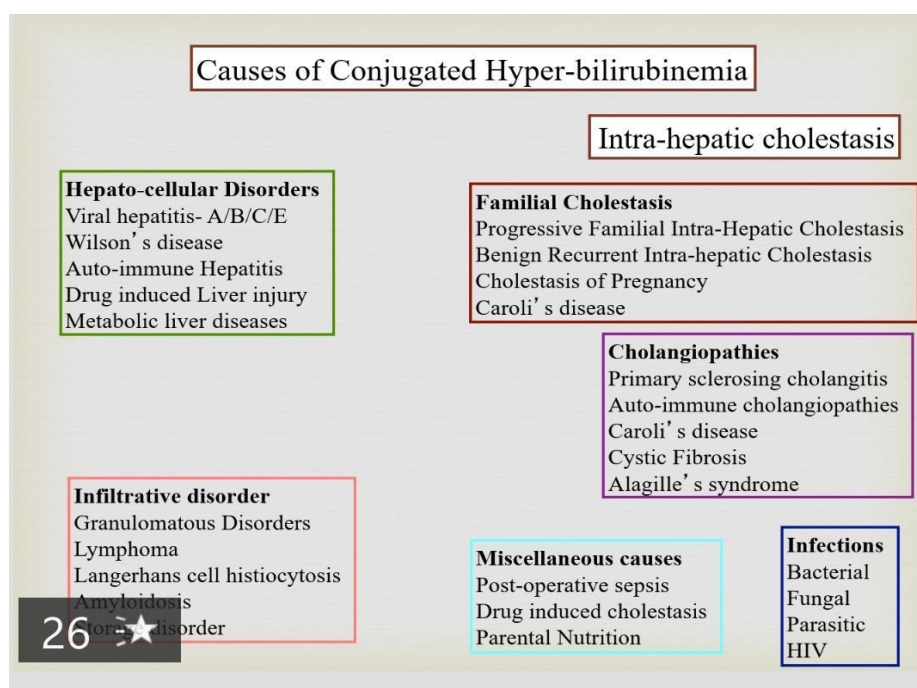 Causes of Conjugated Hyper-bilirubinemia
Intra-hepatic cholestasis
Hepato-cellular Disorders
Viral hepatitis- A/B/C/E
Wilson's disease
Auto-immune Hepatitis
Drug induced Liver injury
Metabolic liver diseases
Familial Cholestasis
Progressive Familial Intra-Hepatic Cholestasis
Benign Recurrent Intra-hepatic Cholestasis
Cholestasis of Pregnancy
Caroli's disease
Cholangiopathies
Primary sclerosing cholangitis
Auto-immune cholangiopathies
Caroli's disease
Cystic Fibrosis
Alagille's syndrome
Infiltrative disorder
Granulomatous Disorders
Lymphoma
Langerhans cell histiocytosis
Amyloidosis
Storage disorder
26
Miscellaneous causes
Post-operative sepsis
Drug induced cholestasis
Parental Nutrition
Infections
Bacterial
Fungal
Parasitic
HIV